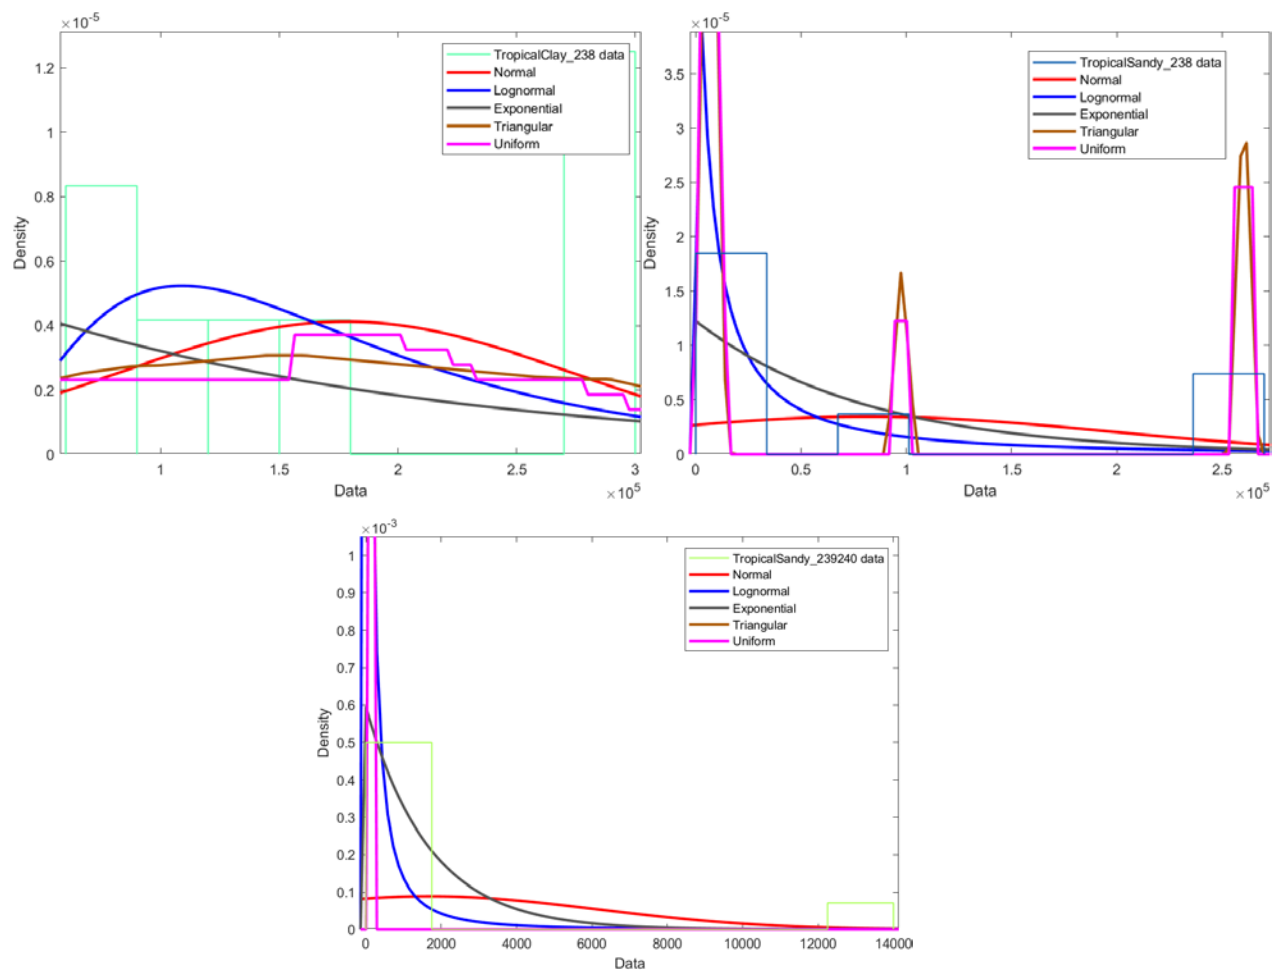 ×10⁻⁵
TropicalClay_238 data
Normal
Lognormal
Exponential
Triangular
Uniform
1.2
1
0.8
0.6
0.4
0.2
0
Density
1
1.5
2
2.5
3
Data
×10⁵
×10⁻⁵
TropicalSandy_238 data
Normal
Lognormal
Exponential
Triangular
Uniform
3.5
3
2.5
2
1.5
1
0.5
0
Density
0
0.5
1
1.5
2
2.5
Data
×10⁵
×10⁻³
TropicalSandy_239240 data
Normal
Lognormal
Exponential
Triangular
Uniform
1
0.9
0.8
0.7
0.6
0.5
0.4
0.3
0.2
0.1
0
Density
0
2000
4000
6000
8000
10000
12000
14000
Data